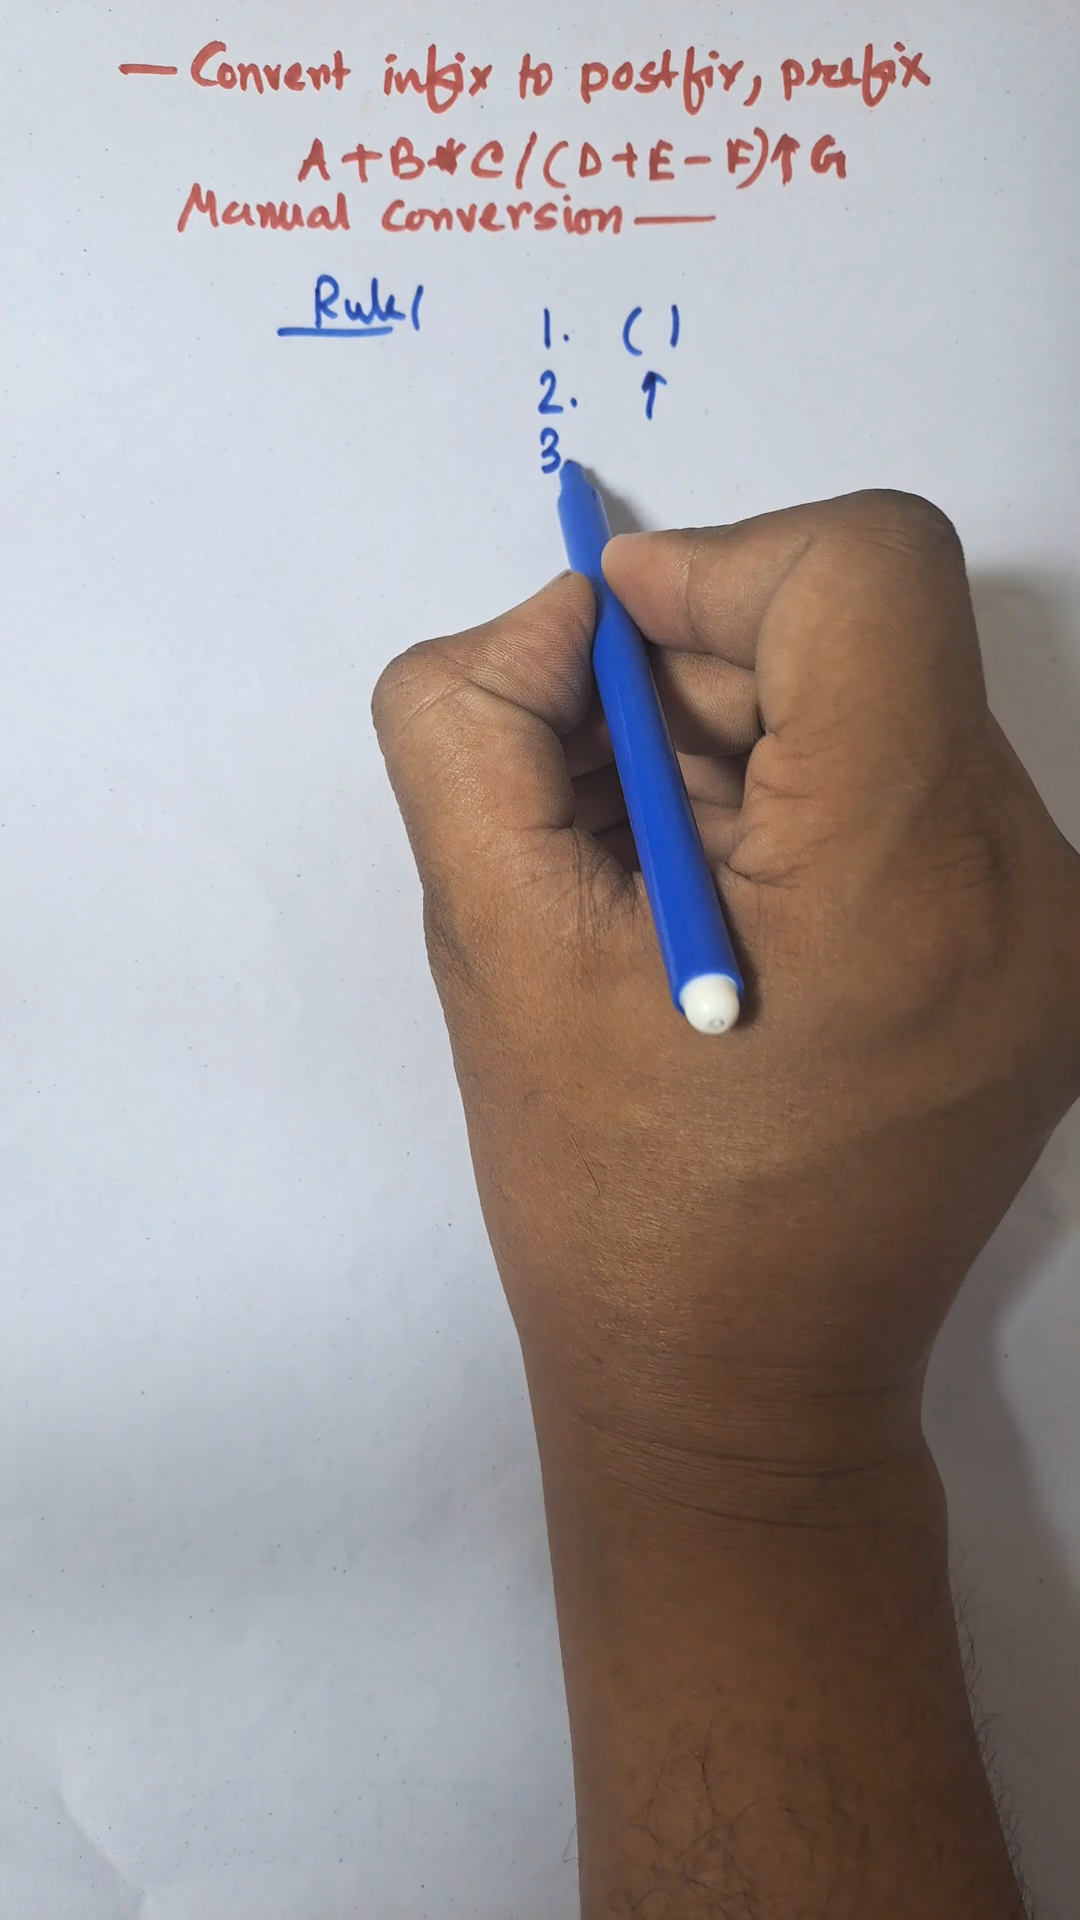 — Convert infix to postfix, prefix
A + B * C / ( D + E - F ) ↑ G
Manual conversion —
Rule/
1. ( )
2. ↑
3.